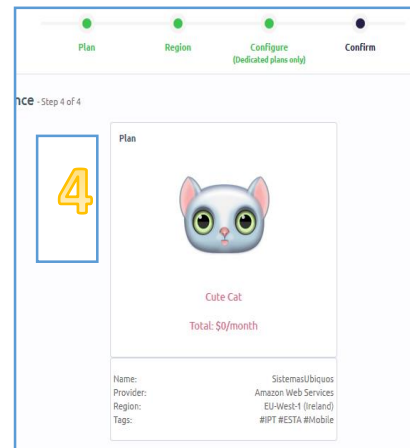 Plan Region Configure Confirm
(Dedicated plans only)
nce - Step 4 of 4
4
Plan
Cute Cat
Total: $0/month
Name: SistemasUbiquos
Provider: Amazon Web Services
Region: EU-West-1 (Ireland)
Tags: #IPT #ESTA #Mobile